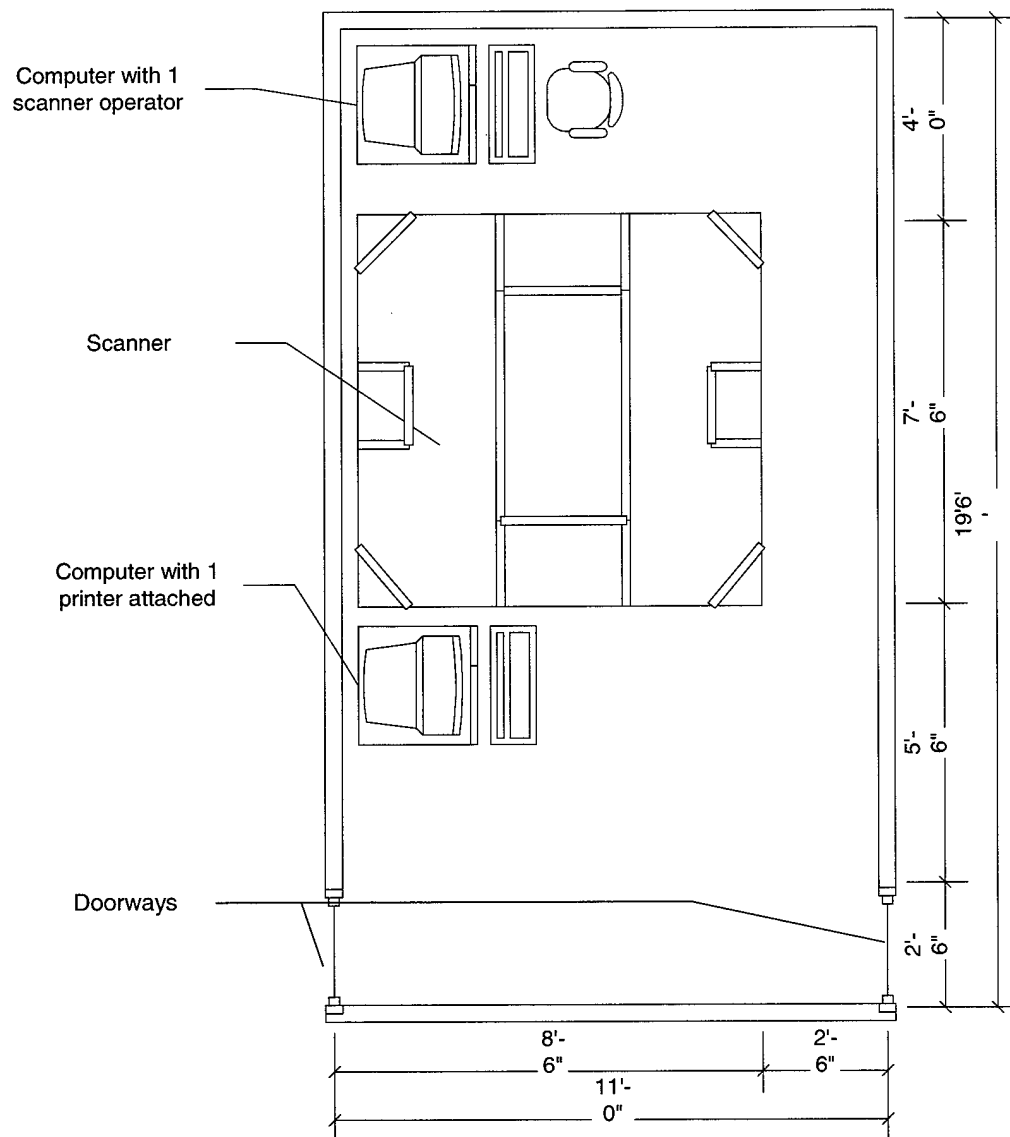 Computer with 1
scanner operator
4'-
0"
Scanner
7'-
6"
19'6'
'
Computer with 1
printer attached
5'-
6"
Doorways
2'-
6"
8'-
6"
2'-
6"
11'-
0"